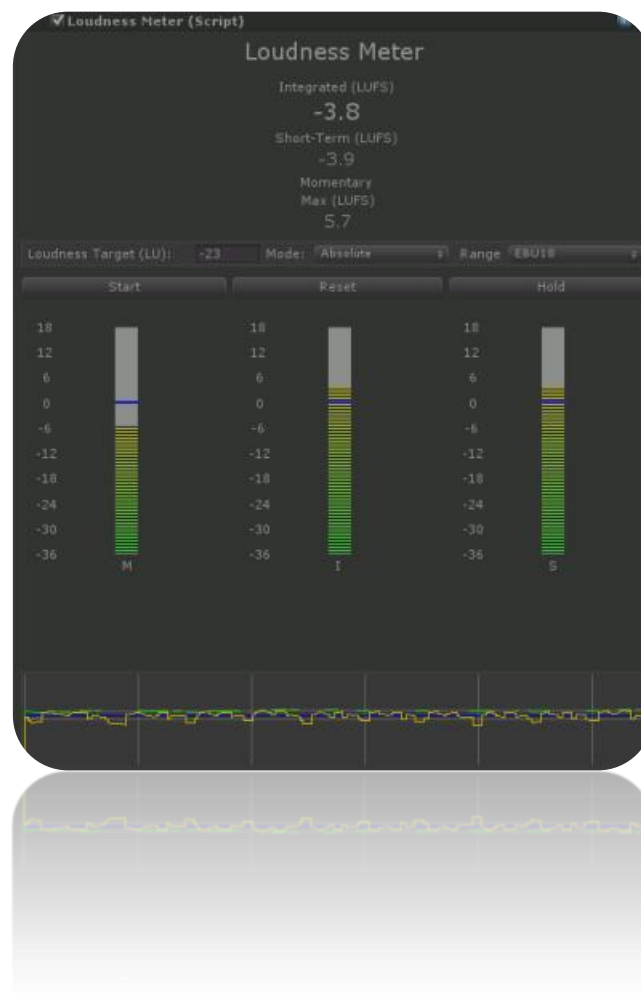 Loudness Meter (Script)
Loudness Meter
Integrated (LUFS)
-3.8
Short-Term (LUFS)
-3.9
Momentary
Max (LUFS)
5.7
Loudness Target (LU): -23 Mode: Absolute Range EBU18
Start Reset Hold
18 18 18
12 12 12
6 6 6
0 0 0
-6 -6 -6
-12 -12 -12
-18 -18 -18
-24 -24 -24
-30 -30 -30
-36 -36 -36
M I S